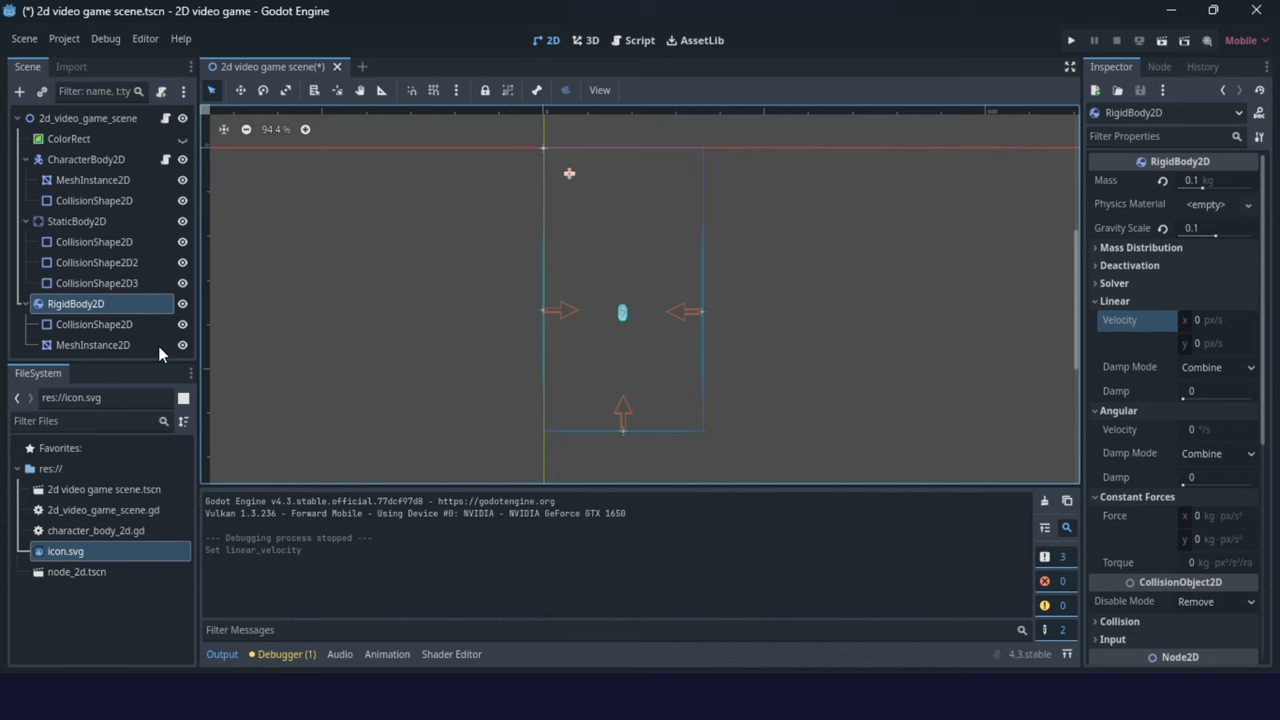 (*) 2d video game scene.tscn - 2D video game - Godot Engine
Scene Project Debug Editor Help
2D 3D Script AssetLib
Mobile
Scene Import
2d video game scene(*)
Inspector Node History
Filter: name, t:ty
View
RigidBody2D
94.4 %
0
500
Filter Properties
2d_video_game_scene
ColorRect
CharacterBody2D
MeshInstance2D
CollisionShape2D
StaticBody2D
CollisionShape2D
CollisionShape2D2
CollisionShape2D3
RigidBody2D
CollisionShape2D
MeshInstance2D
RigidBody2D
Mass 0.1 kg
Physics Material <empty>
Gravity Scale 0.1
Mass Distribution
Deactivation
Solver
Linear
Velocity x 0 px/s
y 0 px/s
Damp Mode Combine
Damp 0
Angular
Velocity 0 °/s
Damp Mode Combine
Damp 0
Constant Forces
Force x 0 kg·px/s²
y 0 kg·px/s²
Torque 0 kg·px²/s²/ra
CollisionObject2D
Disable Mode Remove
Collision
Input
Node2D
FileSystem
res://icon.svg
Filter Files
Favorites:
res://
2d video game scene.tscn
2d_video_game_scene.gd
character_body_2d.gd
icon.svg
node_2d.tscn
Godot Engine v4.3.stable.official.77dcf97d8 - https://godotengine.org
Vulkan 1.3.236 - Forward Mobile - Using Device #0: NVIDIA - NVIDIA GeForce GTX 1650
--- Debugging process stopped ---
Set linear_velocity
3
0
0
2
Filter Messages
Output Debugger (1) Audio Animation Shader Editor
4.3.stable